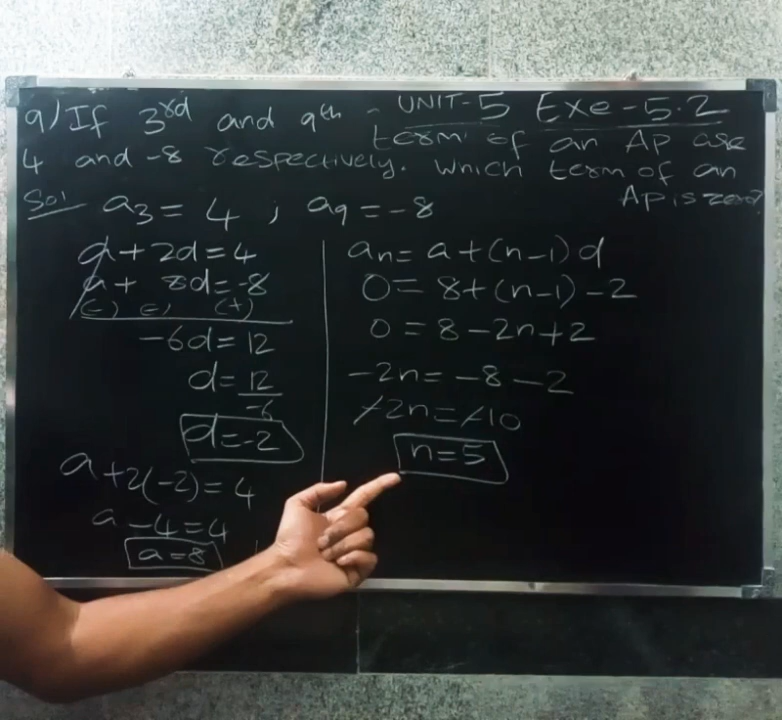 9) If 3rd and 9th - UNIT-5 Exe-5.2
term of an Ap are
4 and -8 respectively. Which term of an
Ap is zero?
Sol a3 = 4 ; a9 = -8
a + 2d = 4
a + 8d = -8
(-) (-) (+)
-6d = 12
d = 12/-6
d = -2
a + 2(-2) = 4
a - 4 = 4
a = 8
an = a + (n-1) d
0 = 8 + (n-1) -2
0 = 8 - 2n + 2
-2n = -8 - 2
-2n = -10
n = 5